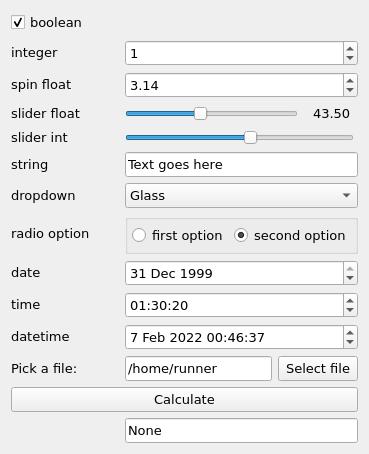 boolean
integer 1
spin float 3.14
slider float 43.50
slider int
string Text goes here
dropdown Glass
radio option first option second option
date 31 Dec 1999
time 01:30:20
datetime 7 Feb 2022 00:46:37
Pick a file: /home/runner Select file
Calculate
None